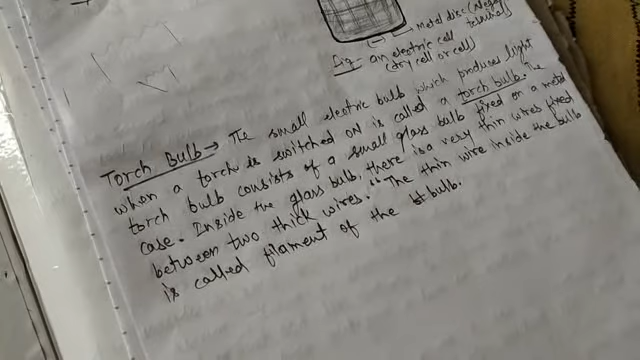 metal disc (Negative terminal)
Fig - an electric cell
(dry cell or cell)
Torch Bulb → The small electric bulb which produces light
when a torch is switched ON is called a torch bulb. The
torch bulb consists of a small glass bulb fixed on a metal
case. Inside the glass bulb, there is a very thin wires fixed
between two thick wires. The thin wire inside the bulb
is called filament of the bulb.